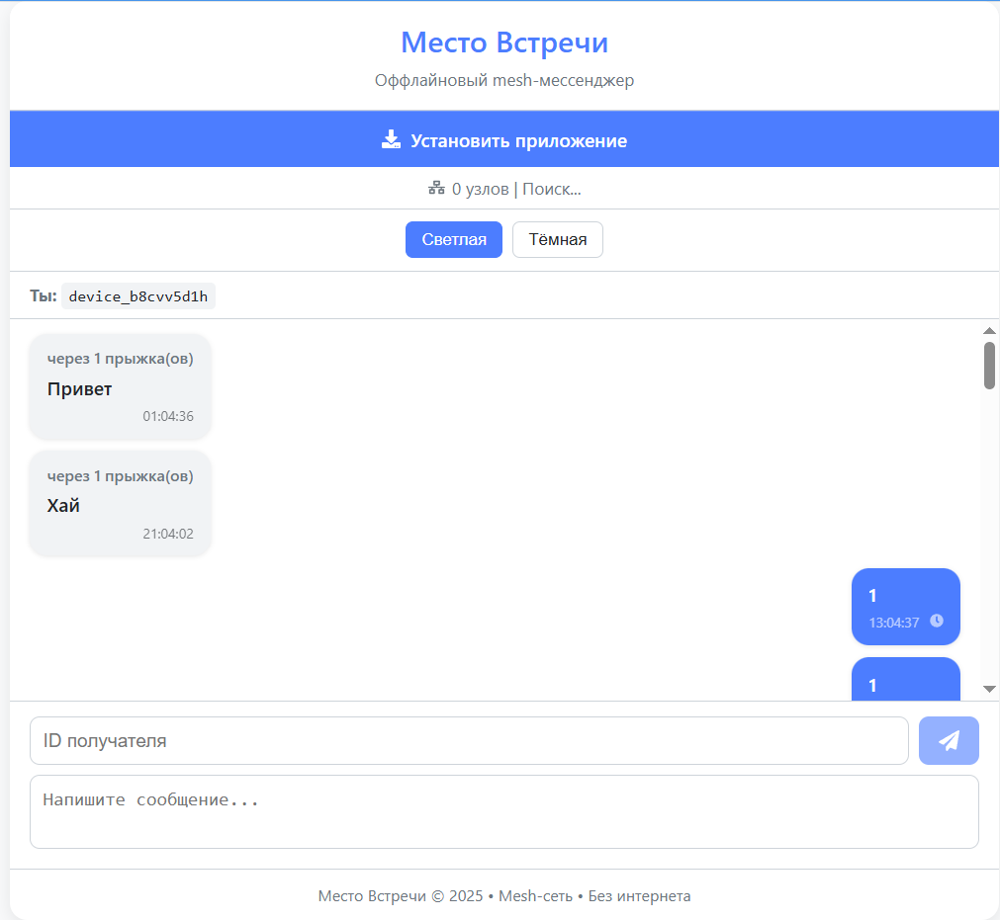 Место Встречи
Оффлайновый mesh-мессенджер
Установить приложение
0 узлов | Поиск...
Светлая Тёмная
Ты: device_b8cvv5d1h
через 1 прыжка(ов)
Привет
01:04:36
через 1 прыжка(ов)
Хай
21:04:02
1
13:04:37
1
ID получателя
Напишите сообщение...
Место Встречи © 2025 • Mesh-сеть • Без интернета